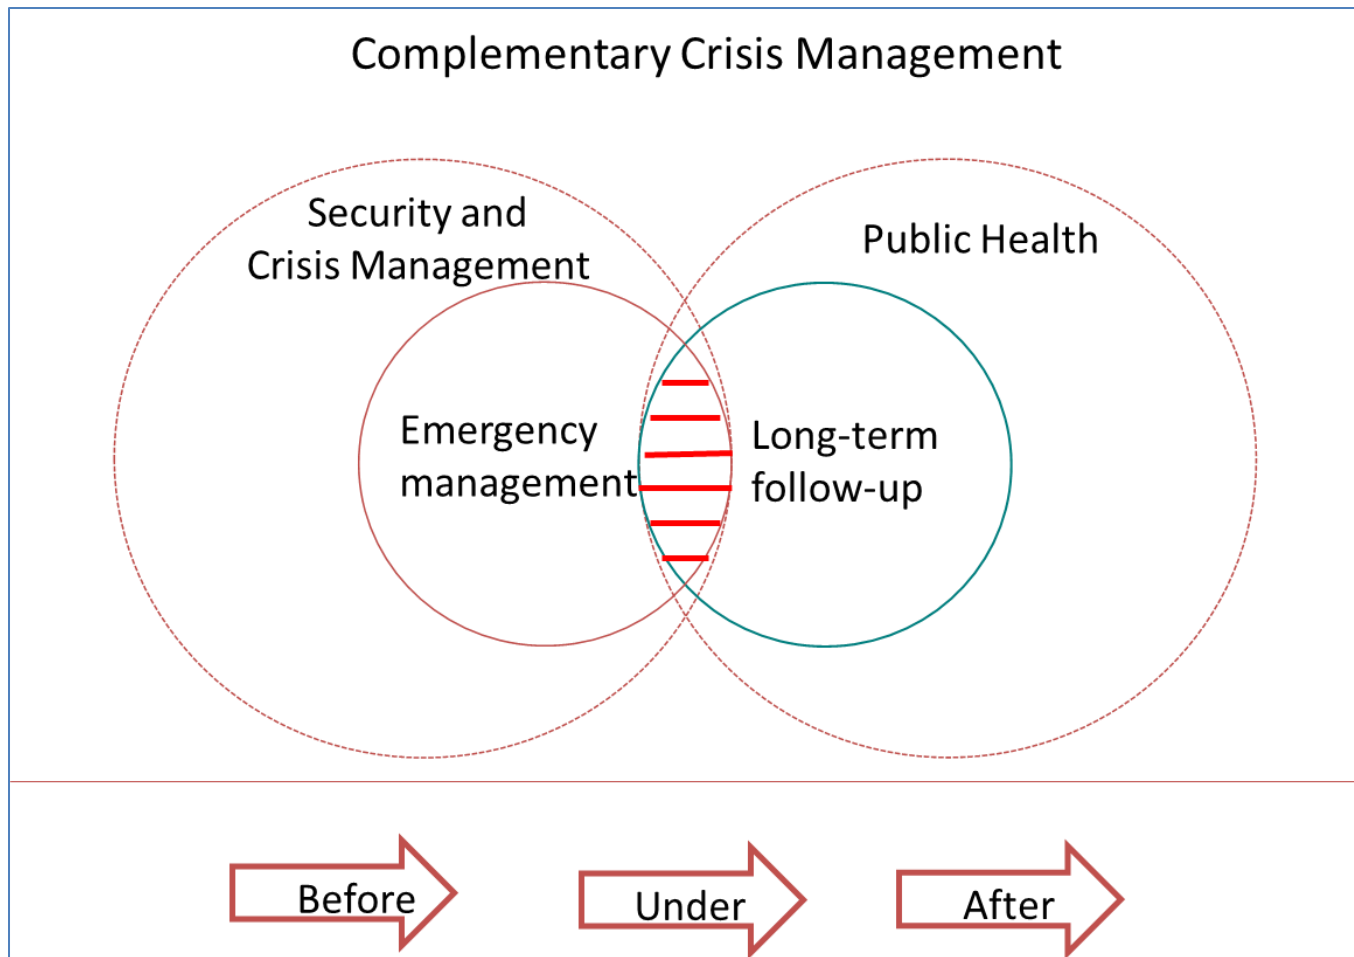 Complementary Crisis Management
Security and
Crisis Management
Public Health
Emergency
management
Long-term
follow-up
Before
Under
After